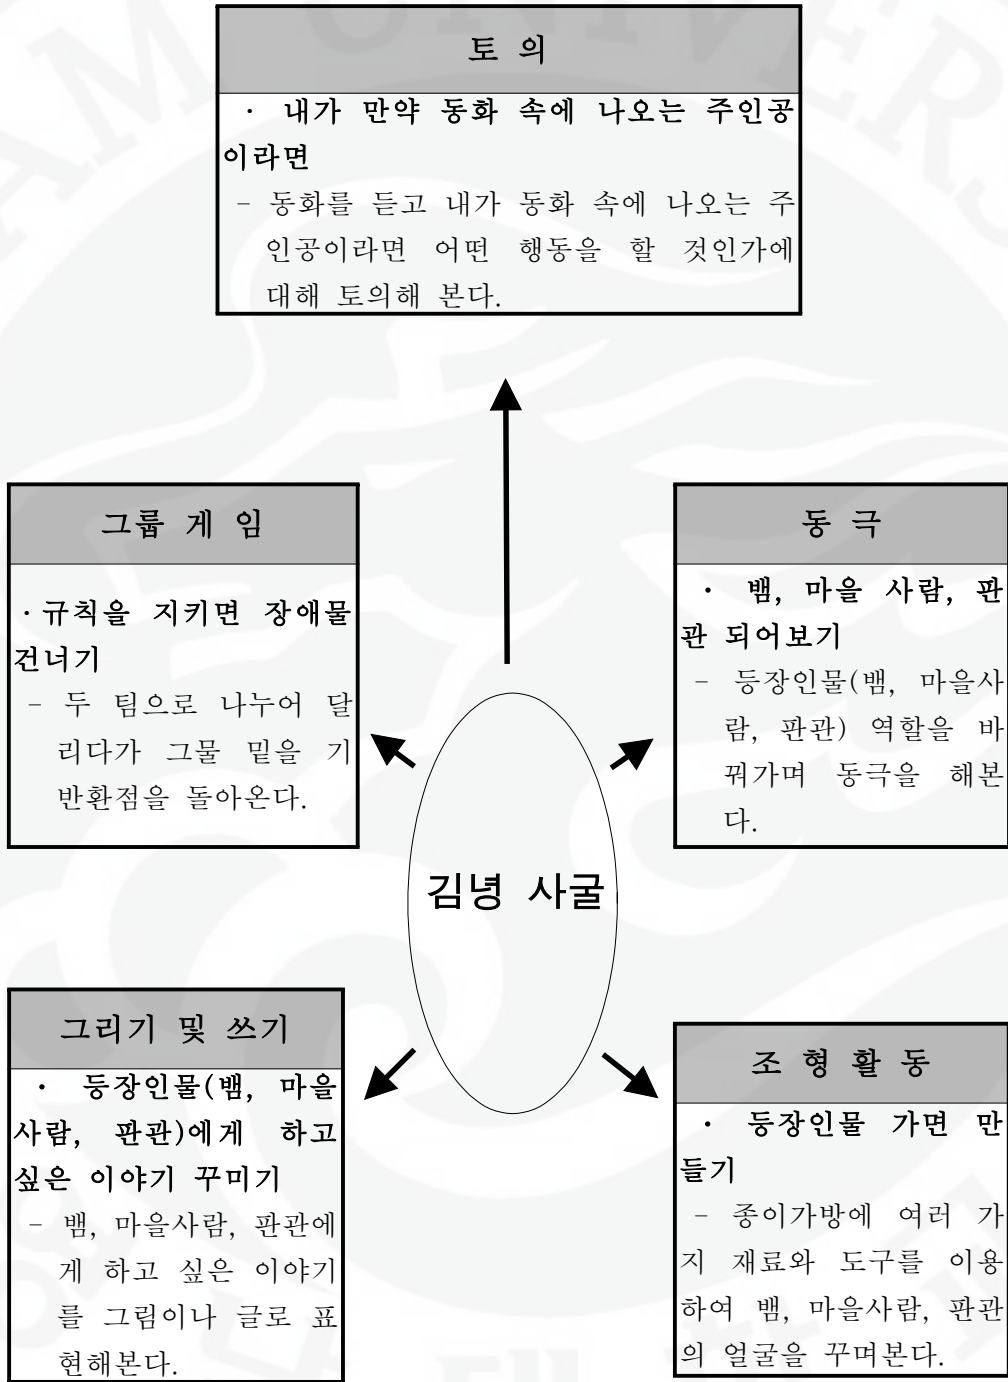 토 의
· 내가 만약 동화 속에 나오는 주인공
이라면
- 동화를 듣고 내가 동화 속에 나오는 주
인공이라면 어떤 행동을 할 것인가에
대해 토의해 본다.
그룹 게 임
· 규칙을 지키면 장애물
건너기
- 두 팀으로 나누어 달
리다가 그물 밑을 기
반환점을 돌아온다.
동 극
· 뱀, 마을 사람, 판
관 되어보기
- 등장인물(뱀, 마을사
람, 판관) 역할을 바
꿔가며 동극을 해본
다.
김녕 사굴
그리기 및 쓰기
· 등장인물(뱀, 마을
사람, 판관)에게 하고
싶은 이야기 꾸미기
- 뱀, 마을사람, 판관에
게 하고 싶은 이야기
를 그림이나 글로 표
현해본다.
조 형 활 동
· 등장인물 가면 만
들기
- 종이가방에 여러 가
지 재료와 도구를 이용
하여 뱀, 마을사람, 판관
의 얼굴을 꾸며본다.